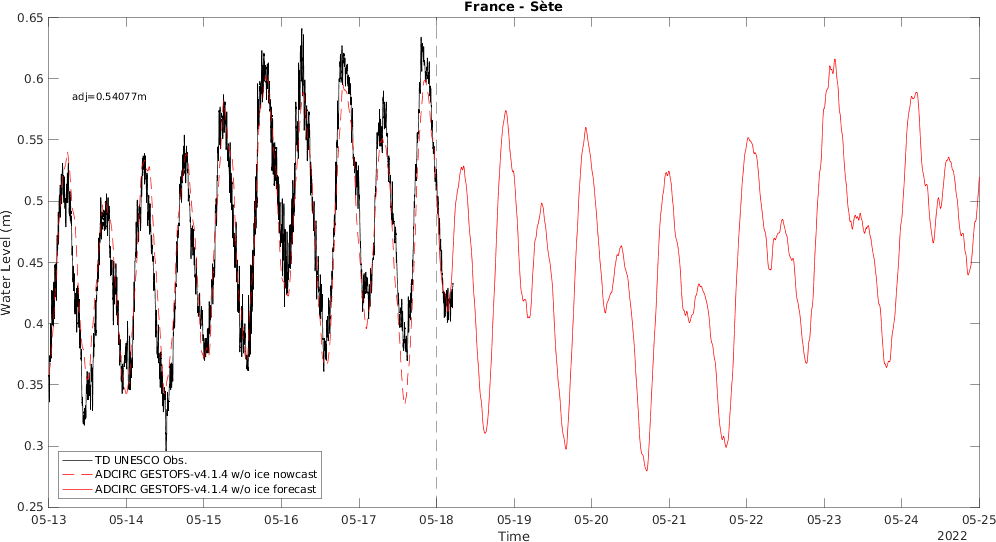 France - Sète
0.65
0.6
0.55
0.5
0.45
0.4
0.35
0.3
0.25
Water Level (m)
adj=0.54077m
TD UNESCO Obs.
ADCIRC GESTOFS-v4.1.4 w/o ice nowcast
ADCIRC GESTOFS-v4.1.4 w/o ice forecast
05-13 05-14 05-15 05-16 05-17 05-18 05-19 05-20 05-21 05-22 05-23 05-24 05-25
Time
2022